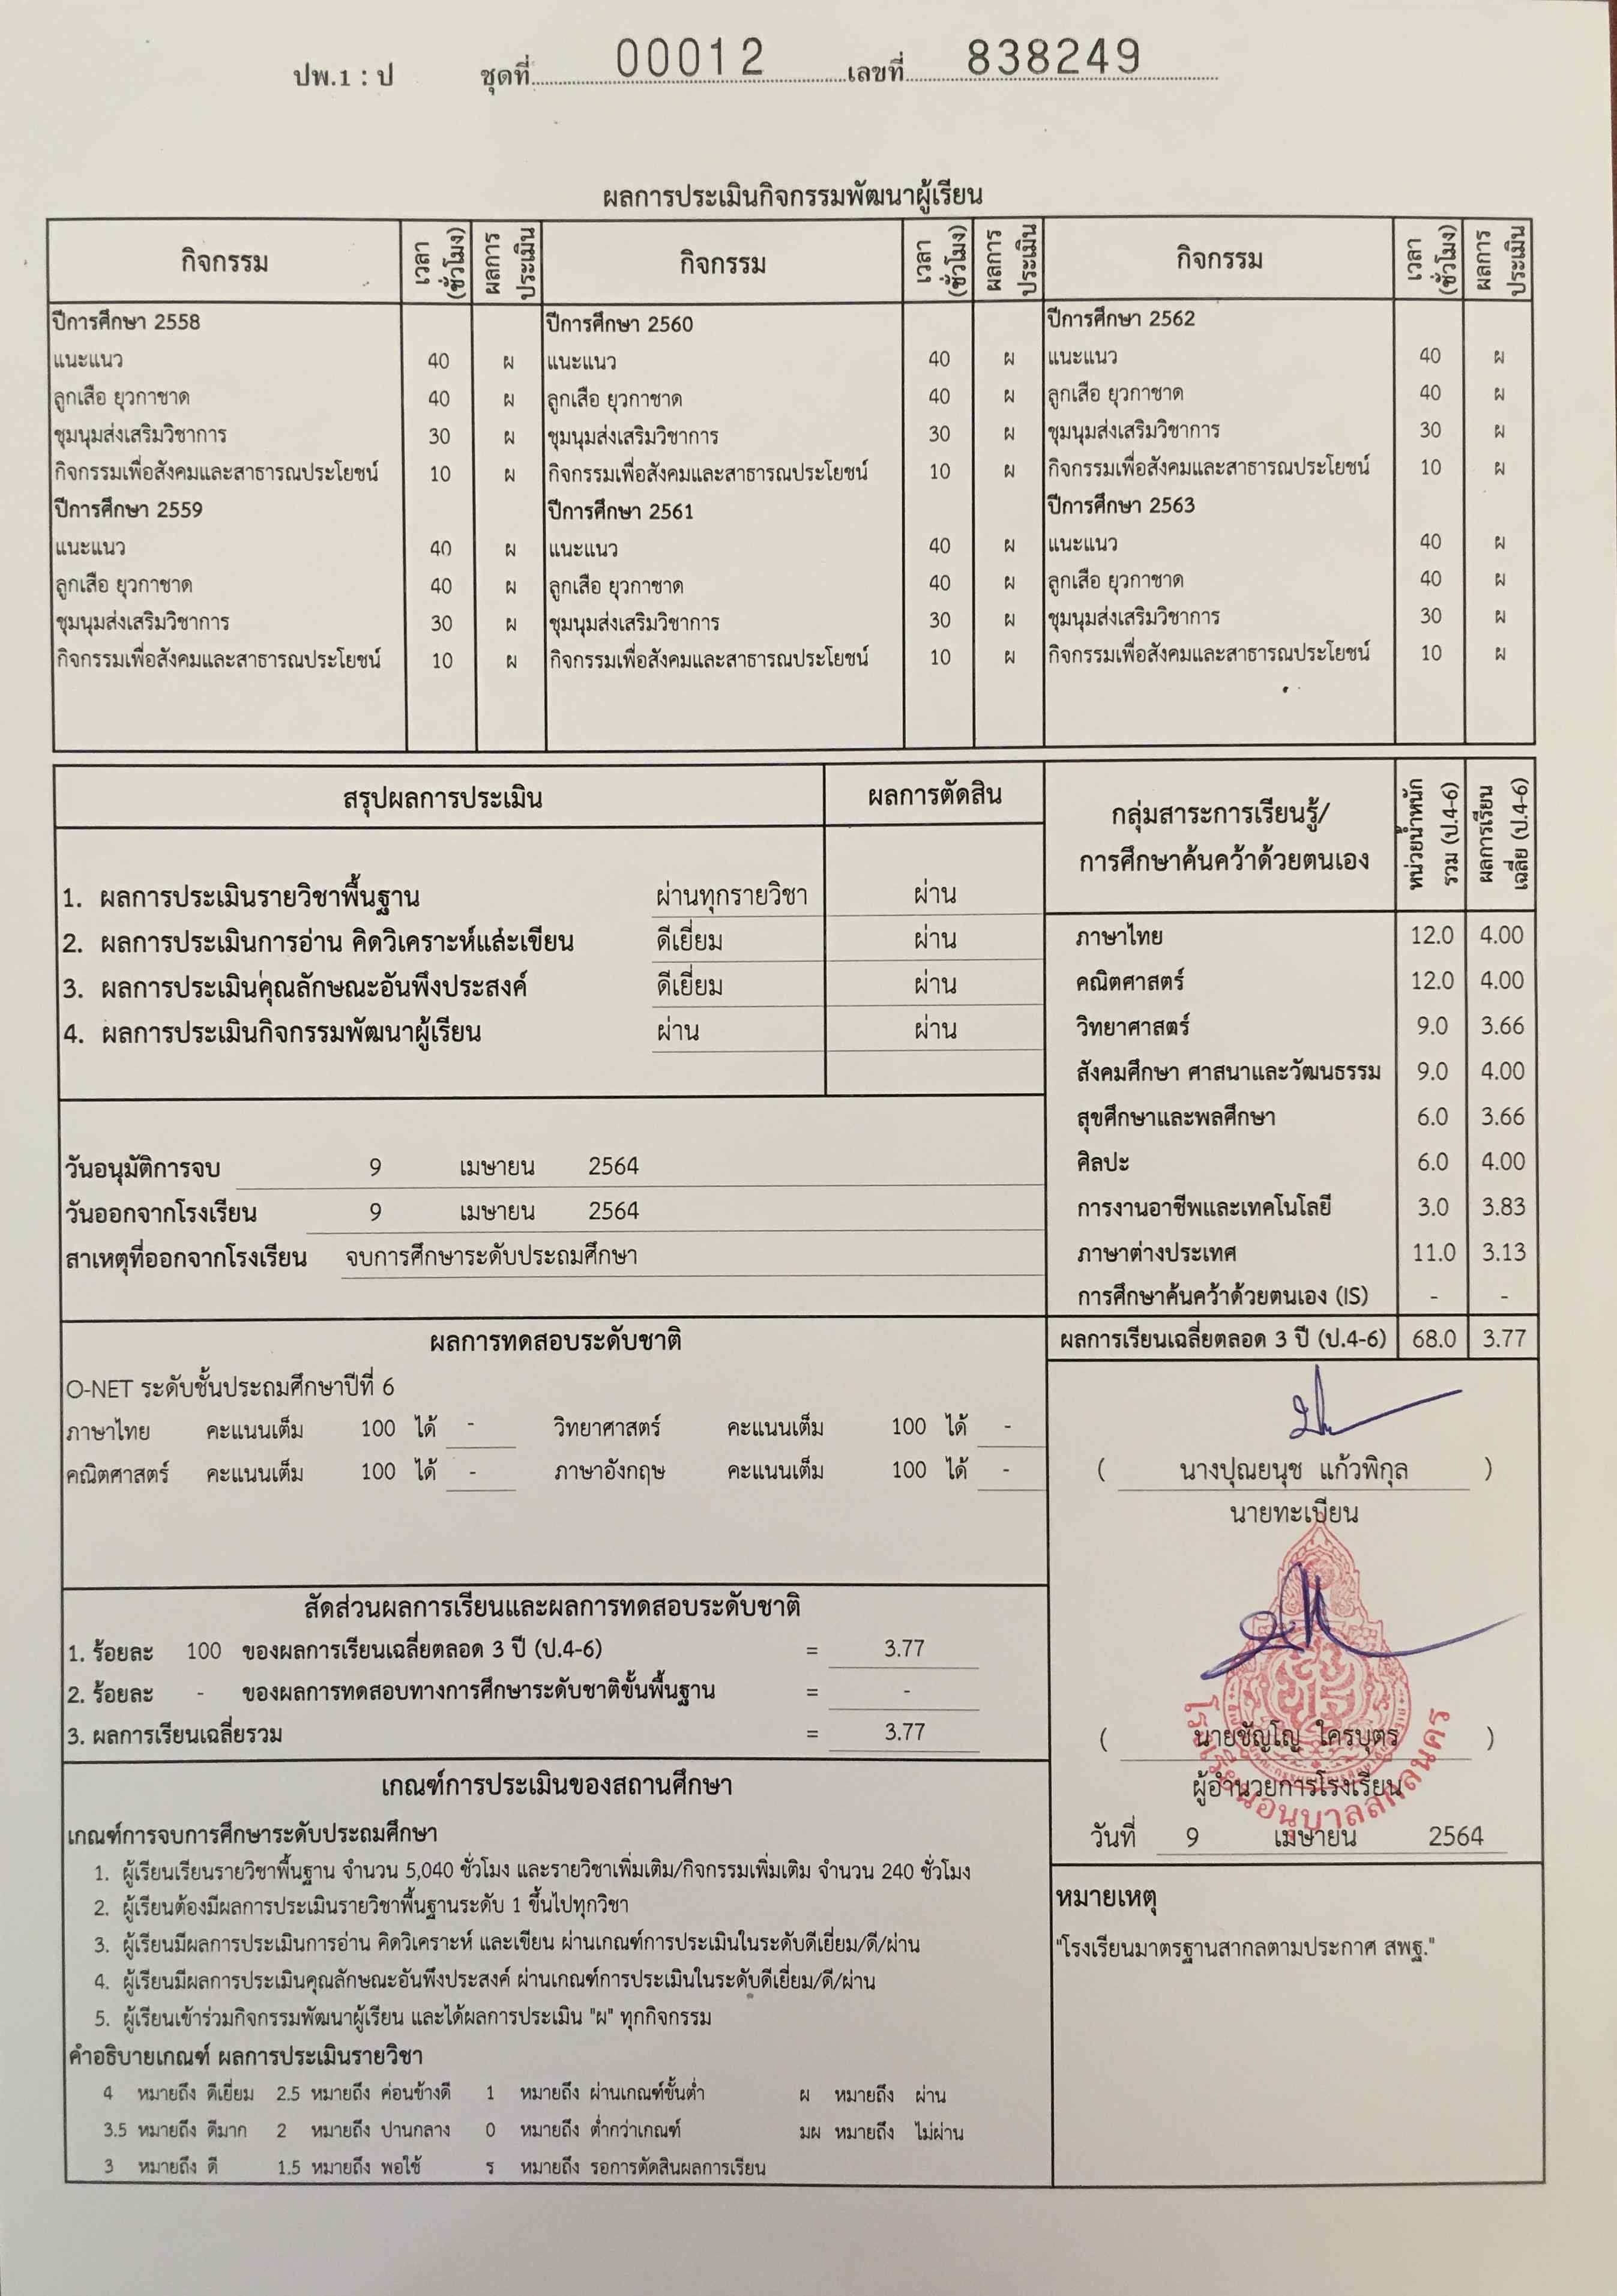 ปพ.1 : ป ชุดที่ 00012 เลขที่ 838249
ผลการประเมินกิจกรรมพัฒนาผู้เรียน
กิจกรรม เวลา (ชั่วโมง) ผลการ ประเมิน กิจกรรม เวลา (ชั่วโมง) ผลการ ประเมิน กิจกรรม เวลา (ชั่วโมง) ผลการ ประเมิน
ปีการศึกษา 2558 ปีการศึกษา 2560 ปีการศึกษา 2562
แนะแนว 40 ผ แนะแนว 40 ผ แนะแนว 40 ผ
ลูกเสือ ยุวกาชาด 40 ผ ลูกเสือ ยุวกาชาด 40 ผ ลูกเสือ ยุวกาชาด 40 ผ
ชุมนุมส่งเสริมวิชาการ 30 ผ ชุมนุมส่งเสริมวิชาการ 30 ผ ชุมนุมส่งเสริมวิชาการ 30 ผ
กิจกรรมเพื่อสังคมและสาธารณประโยชน์ 10 ผ กิจกรรมเพื่อสังคมและสาธารณประโยชน์ 10 ผ กิจกรรมเพื่อสังคมและสาธารณประโยชน์ 10 ผ
ปีการศึกษา 2559 ปีการศึกษา 2561 ปีการศึกษา 2563
แนะแนว 40 ผ แนะแนว 40 ผ แนะแนว 40 ผ
ลูกเสือ ยุวกาชาด 40 ผ ลูกเสือ ยุวกาชาด 40 ผ ลูกเสือ ยุวกาชาด 40 ผ
ชุมนุมส่งเสริมวิชาการ 30 ผ ชุมนุมส่งเสริมวิชาการ 30 ผ ชุมนุมส่งเสริมวิชาการ 30 ผ
กิจกรรมเพื่อสังคมและสาธารณประโยชน์ 10 ผ กิจกรรมเพื่อสังคมและสาธารณประโยชน์ 10 ผ กิจกรรมเพื่อสังคมและสาธารณประโยชน์ 10 ผ
สรุปผลการประเมิน ผลการตัดสิน
1. ผลการประเมินรายวิชาพื้นฐาน ผ่านทุกรายวิชา ผ่าน
2. ผลการประเมินการอ่าน คิดวิเคราะห์และเขียน ดีเยี่ยม ผ่าน
3. ผลการประเมินคุณลักษณะอันพึงประสงค์ ดีเยี่ยม ผ่าน
4. ผลการประเมินกิจกรรมพัฒนาผู้เรียน ผ่าน ผ่าน
วันอนุมัติการจบ 9 เมษายน 2564
วันออกจากโรงเรียน 9 เมษายน 2564
สาเหตุที่ออกจากโรงเรียน จบการศึกษาระดับประถมศึกษา
กลุ่มสาระการเรียนรู้/
การศึกษาค้นคว้าด้วยตนเอง
หน่วยน้ำหนัก
รวม (ป.4-6)
ผลการเรียน
เฉลี่ย (ป.4-6)
ภาษาไทย 12.0 4.00
คณิตศาสตร์ 12.0 4.00
วิทยาศาสตร์ 9.0 3.66
สังคมศึกษา ศาสนาและวัฒนธรรม 9.0 4.00
สุขศึกษาและพลศึกษา 6.0 3.66
ศิลปะ 6.0 4.00
การงานอาชีพและเทคโนโลยี 3.0 3.83
ภาษาต่างประเทศ 11.0 3.13
การศึกษาค้นคว้าด้วยตนเอง (IS) - -
ผลการเรียนเฉลี่ยตลอด 3 ปี (ป.4-6) 68.0 3.77
ผลการทดสอบระดับชาติ
O-NET ระดับชั้นประถมศึกษาปีที่ 6
ภาษาไทย คะแนนเต็ม 100 ได้ - วิทยาศาสตร์ คะแนนเต็ม 100 ได้ -
คณิตศาสตร์ คะแนนเต็ม 100 ได้ - ภาษาอังกฤษ คะแนนเต็ม 100 ได้ -
สัดส่วนผลการเรียนและผลการทดสอบระดับชาติ
1. ร้อยละ 100 ของผลการเรียนเฉลี่ยตลอด 3 ปี (ป.4-6) = 3.77
2. ร้อยละ - ของผลการทดสอบทางการศึกษาระดับชาติขั้นพื้นฐาน = -
3. ผลการเรียนเฉลี่ยรวม = 3.77
( นางปุณยนุช แก้วพิกุล )
นายทะเบียน
( นายชัญโญ ใครบุตร )
ผู้อำนวยการโรงเรียน
โรงเรียนอนุบาลสกลนคร
วันที่ 9 เมษายน 2564
เกณฑ์การประเมินของสถานศึกษา
เกณฑ์การจบการศึกษาระดับประถมศึกษา
1. ผู้เรียนเรียนรายวิชาพื้นฐาน จำนวน 5,040 ชั่วโมง และรายวิชาเพิ่มเติม/กิจกรรมเพิ่มเติม จำนวน 240 ชั่วโมง
2. ผู้เรียนต้องมีผลการประเมินรายวิชาพื้นฐานระดับ 1 ขึ้นไปทุกวิชา
3. ผู้เรียนมีผลการประเมินการอ่าน คิดวิเคราะห์ และเขียน ผ่านเกณฑ์การประเมินในระดับดีเยี่ยม/ดี/ผ่าน
4. ผู้เรียนมีผลการประเมินคุณลักษณะอันพึงประสงค์ ผ่านเกณฑ์การประเมินในระดับดีเยี่ยม/ดี/ผ่าน
5. ผู้เรียนเข้าร่วมกิจกรรมพัฒนาผู้เรียน และได้ผลการประเมิน "ผ" ทุกกิจกรรม
คำอธิบายเกณฑ์ ผลการประเมินรายวิชา
4 หมายถึง ดีเยี่ยม 2.5 หมายถึง ค่อนข้างดี 1 หมายถึง ผ่านเกณฑ์ขั้นต่ำ ผ หมายถึง ผ่าน
3.5 หมายถึง ดีมาก 2 หมายถึง ปานกลาง 0 หมายถึง ต่ำกว่าเกณฑ์ มผ หมายถึง ไม่ผ่าน
3 หมายถึง ดี 1.5 หมายถึง พอใช้ ร หมายถึง รอการตัดสินผลการเรียน
หมายเหตุ
"โรงเรียนมาตรฐานสากลตามประกาศ สพฐ."